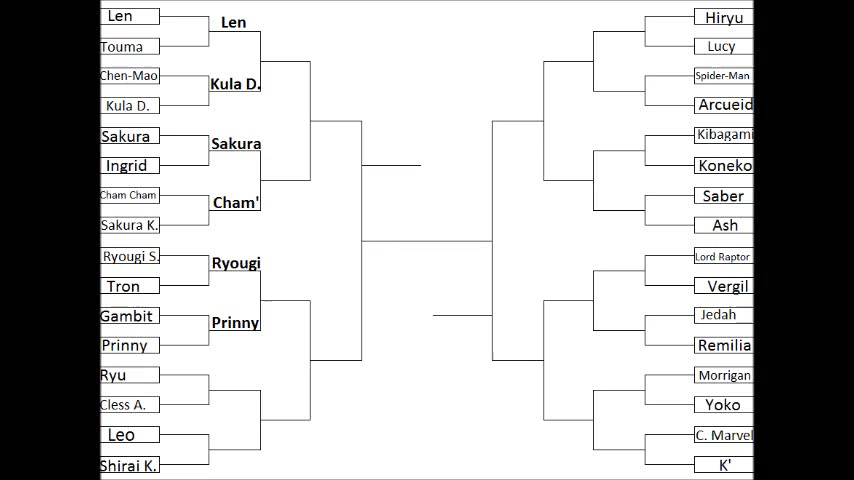 Len
Touma
Chen-Mao
Kula D.
Sakura
Ingrid
Cham Cham
Sakura K.
Ryougi S.
Tron
Gambit
Prinny
Ryu
Cless A.
Leo
Shirai K.
Len
Kula D.
Sakura
Cham'
Ryougi
Prinny
Hiryu
Lucy
Spider-Man
Arcueid
Kibagami
Koneko
Saber
Ash
Lord Raptor
Vergil
Jedah
Remilia
Morrigan
Yoko
C. Marvel
K'